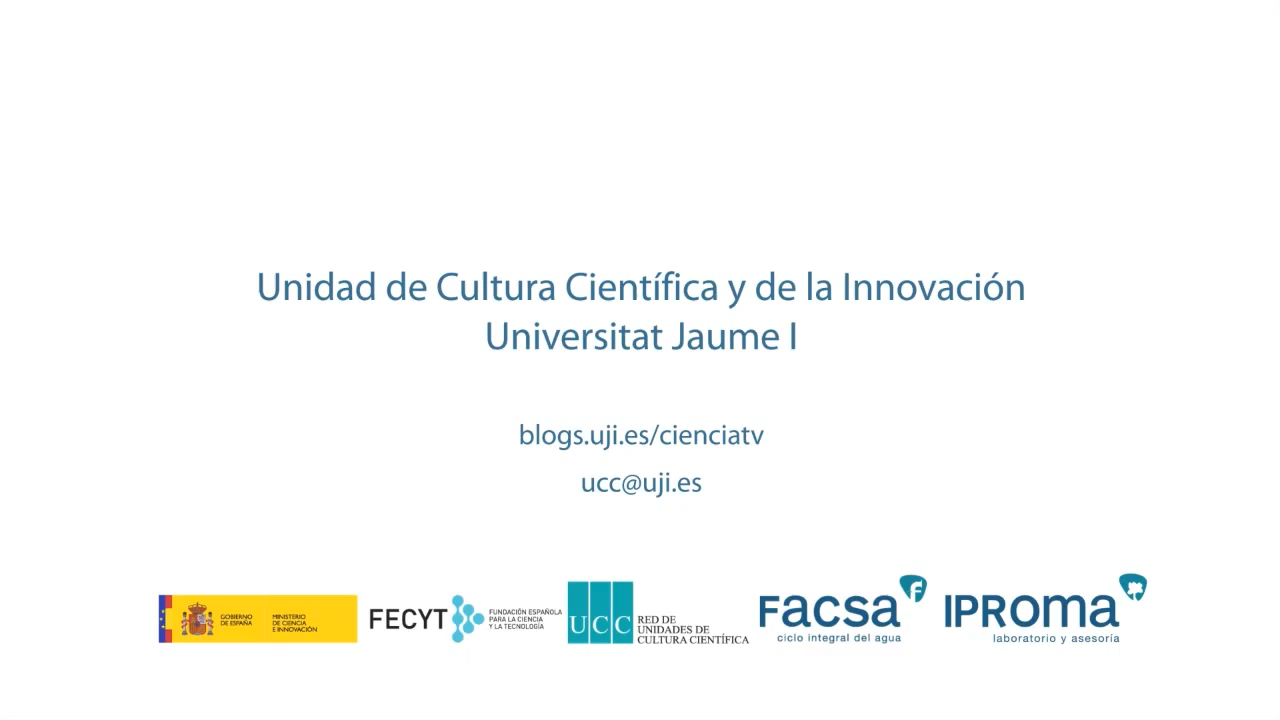 Unidad de Cultura Científica y de la Innovación
Universitat Jaume I
blogs.uji.es/cienciatv
ucc@uji.es
GOBIERNO
DE ESPAÑA
MINISTERIO
DE CIENCIA
E INNOVACIÓN
FECYT
FUNDACIÓN ESPAÑOLA
PARA LA CIENCIA
Y LA TECNOLOGÍA
UCC
RED DE
UNIDADES DE
CULTURA CIENTÍFICA
FACSA
ciclo integral del agua
IPROMA
laboratorio y asesoría